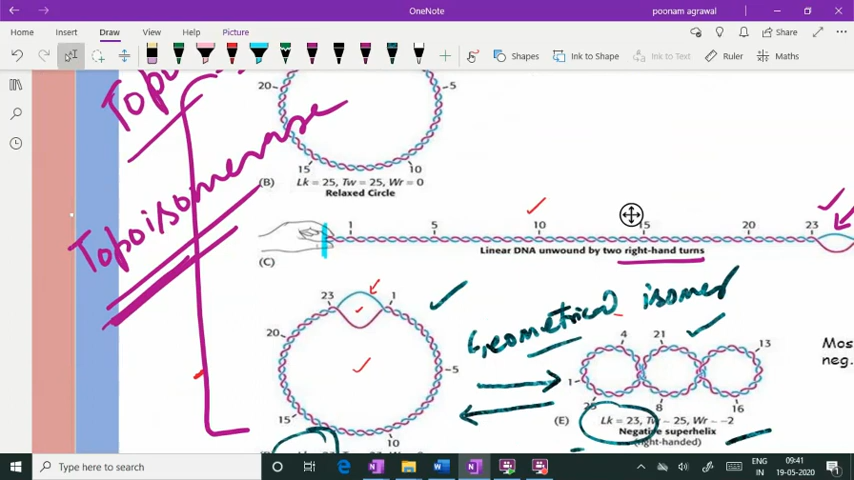 OneNote
poonam agrawal
Home Insert Draw View Help Picture Share
Shapes Ink to Shape Ink to Text Ruler Maths
Topoisomerase
20 5
15 10
(B) Lk = 25, Tw = 25, Wr = 0
Relaxed Circle
1 5 10 15 20 23
Linear DNA unwound by two right-hand turns
(C)
23 1
20
5
15
10
Geometrical isomer
4 21 13
1
25 8 16
(E) Lk = 23, Tw ~ 25, Wr ~ −2
Negative superhelix
(right-handed)
Mos
neg.
Type here to search
ENG
IN
09:41
19-05-2020